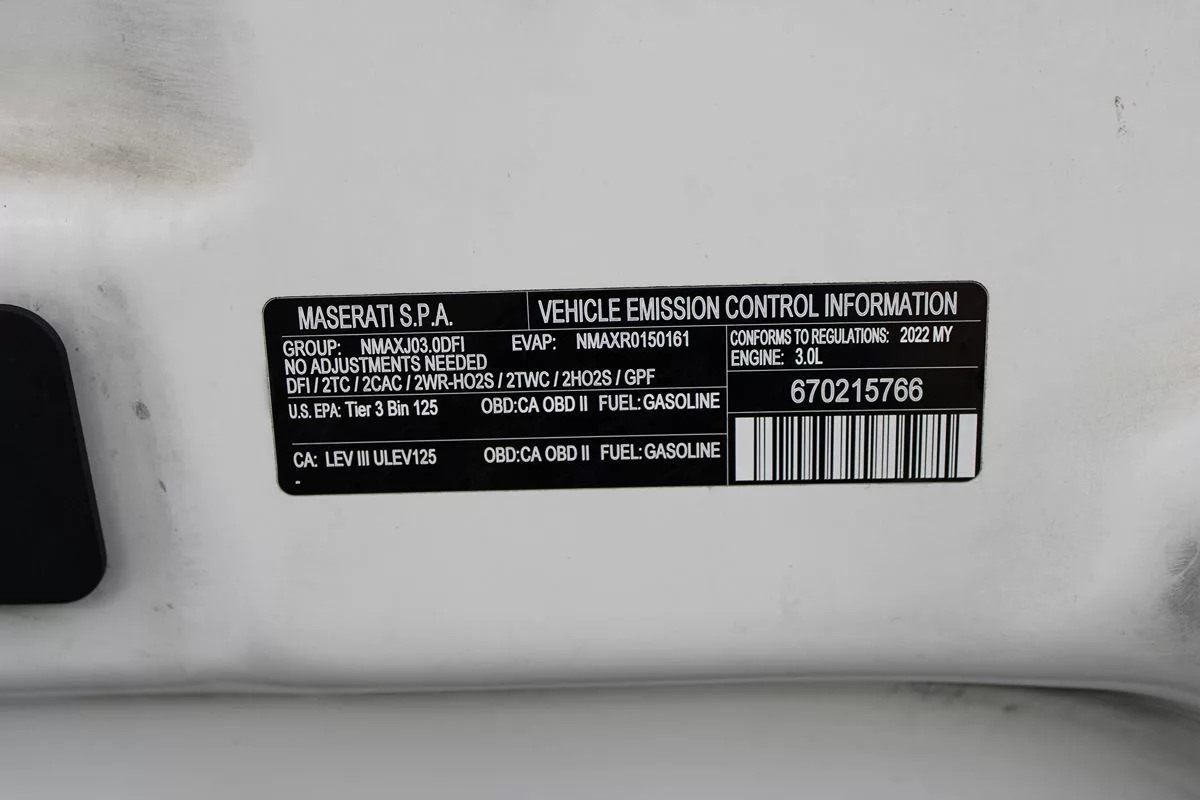 MASERATI S.P.A.
VEHICLE EMISSION CONTROL INFORMATION
GROUP: NMAXJ03.0DFI EVAP: NMAXR0150161
NO ADJUSTMENTS NEEDED
DFI / 2TC / 2CAC / 2WR-HO2S / 2TWC / 2HO2S / GPF
U.S. EPA: Tier 3 Bin 125 OBD:CA OBD II FUEL: GASOLINE
CA: LEV III ULEV125 OBD:CA OBD II FUEL: GASOLINE
-
CONFORMS TO REGULATIONS: 2022 MY
ENGINE: 3.0L
670215766